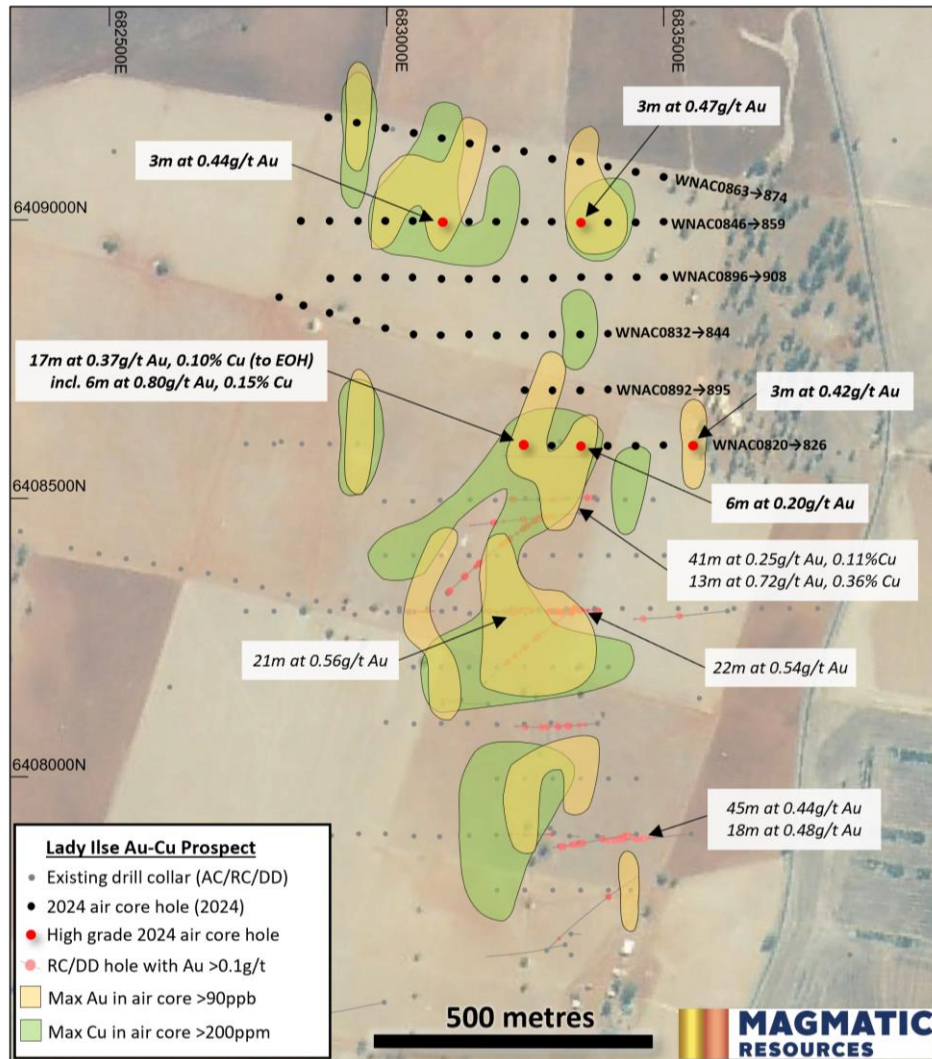 682500E
683000E
683500E
3m at 0.47g/t Au
3m at 0.44g/t Au
WNAC0863→874
6409000N
WNAC0846→859
WNAC0896→908
WNAC0832→844
17m at 0.37g/t Au, 0.10% Cu (to EOH)
incl. 6m at 0.80g/t Au, 0.15% Cu
WNAC0892→895
3m at 0.42g/t Au
WNAC0820→826
6408500N
6m at 0.20g/t Au
41m at 0.25g/t Au, 0.11%Cu
13m at 0.72g/t Au, 0.36% Cu
21m at 0.56g/t Au
22m at 0.54g/t Au
6408000N
45m at 0.44g/t Au
18m at 0.48g/t Au
Lady Ilse Au-Cu Prospect
Existing drill collar (AC/RC/DD)
2024 air core hole (2024)
High grade 2024 air core hole
RC/DD hole with Au >0.1g/t
Max Au in air core >90ppb
Max Cu in air core >200ppm
500 metres
MAGMATIC
RESOURCES